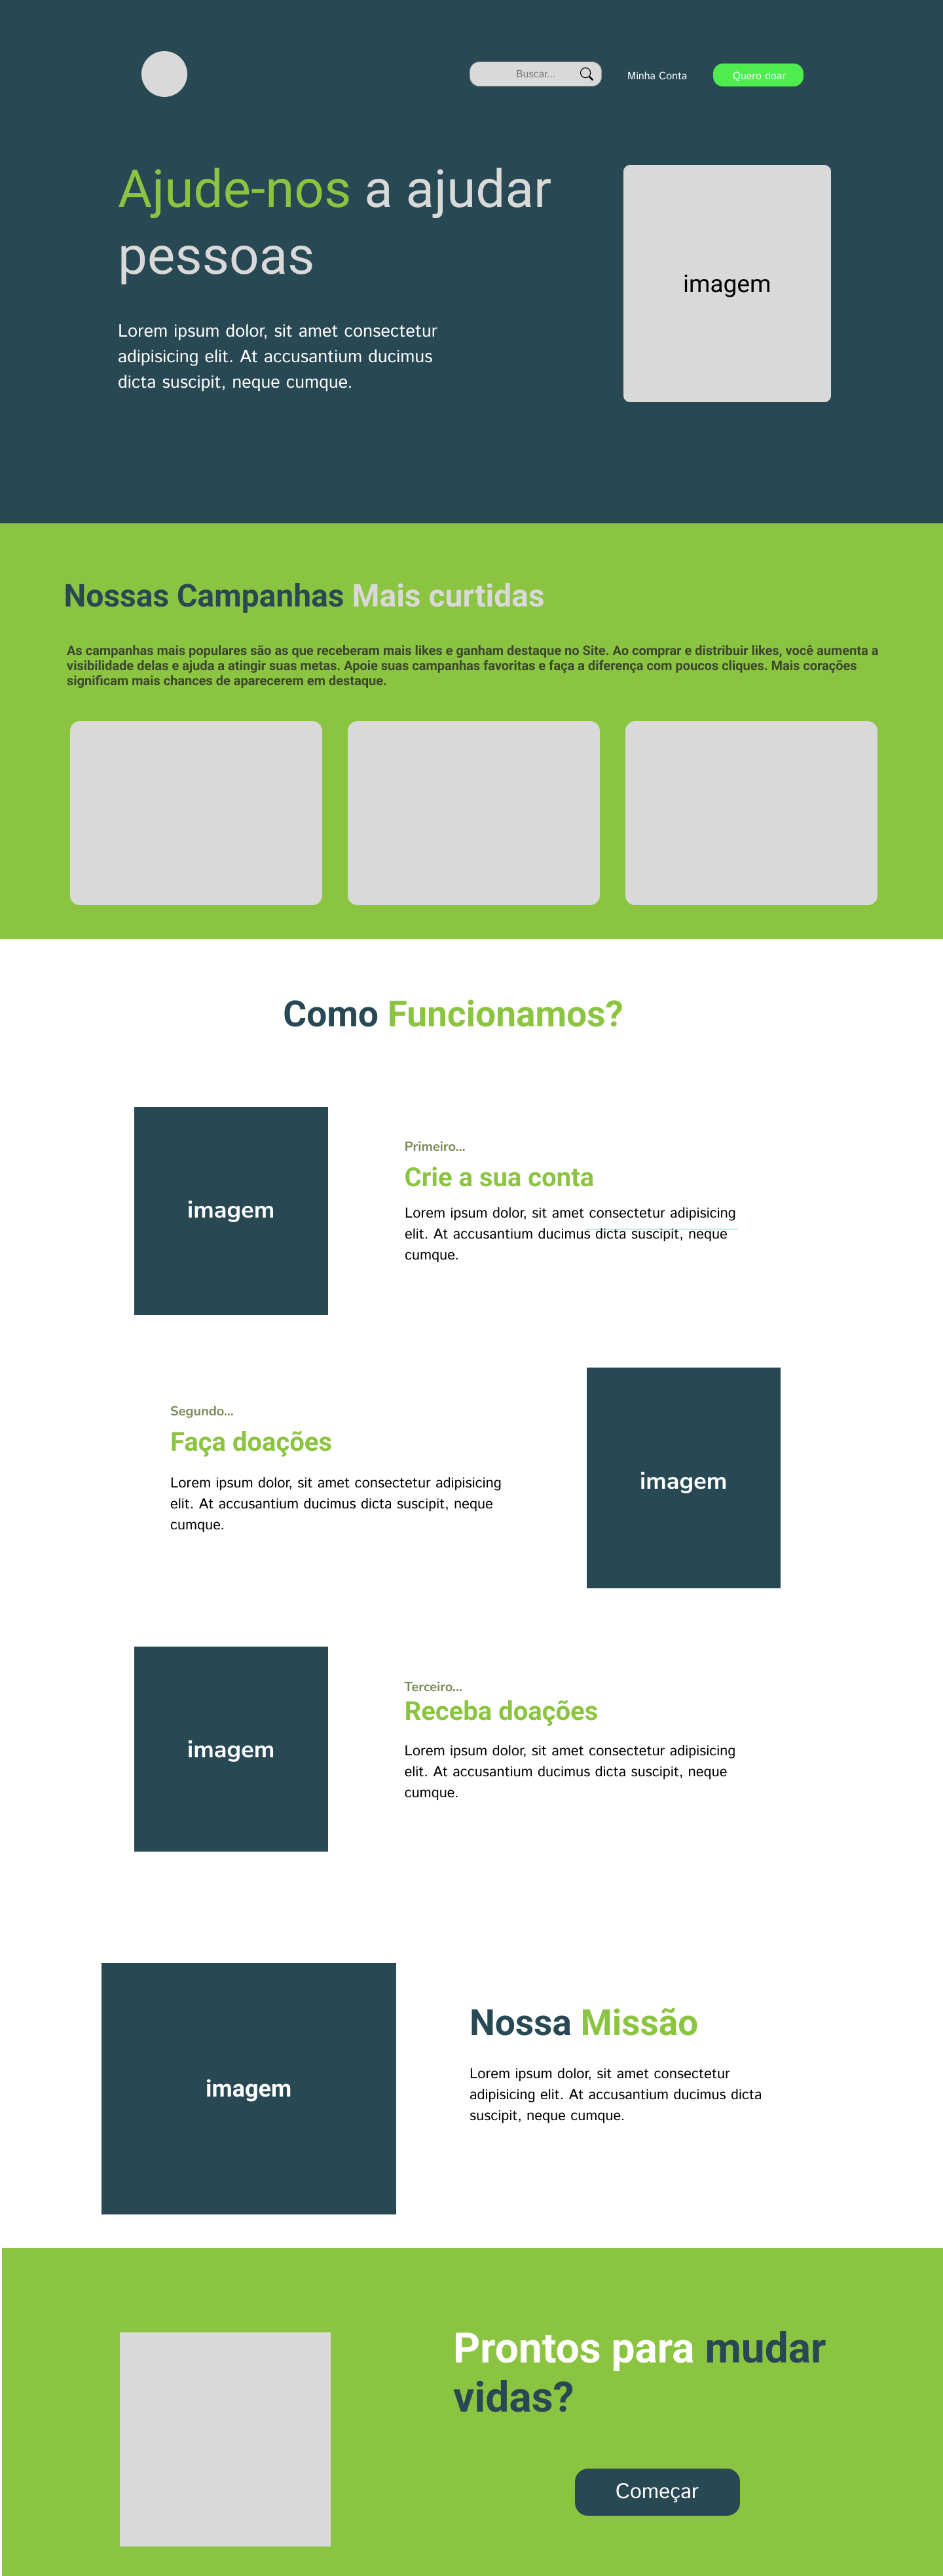 Buscar...
Minha Conta
Quero doar
Ajude-nos a ajudar
pessoas
imagem
Lorem ipsum dolor, sit amet consectetur
adipisicing elit. At accusantium ducimus
dicta suscipit, neque cumque.
Nossas Campanhas Mais curtidas
As campanhas mais populares são as que receberam mais likes e ganham destaque no Site. Ao comprar e distribuir likes, você aumenta a
visibilidade delas e ajuda a atingir suas metas. Apoie suas campanhas favoritas e faça a diferença com poucos cliques. Mais corações
significam mais chances de aparecerem em destaque.
Como Funcionamos?
imagem
Primeiro...
Crie a sua conta
Lorem ipsum dolor, sit amet consectetur adipisicing
elit. At accusantium ducimus dicta suscipit, neque
cumque.
Segundo...
Faça doações
Lorem ipsum dolor, sit amet consectetur adipisicing
elit. At accusantium ducimus dicta suscipit, neque
cumque.
imagem
imagem
Terceiro...
Receba doações
Lorem ipsum dolor, sit amet consectetur adipisicing
elit. At accusantium ducimus dicta suscipit, neque
cumque.
imagem
Nossa Missão
Lorem ipsum dolor, sit amet consectetur
adipisicing elit. At accusantium ducimus dicta
suscipit, neque cumque.
Prontos para mudar
vidas?
Começar